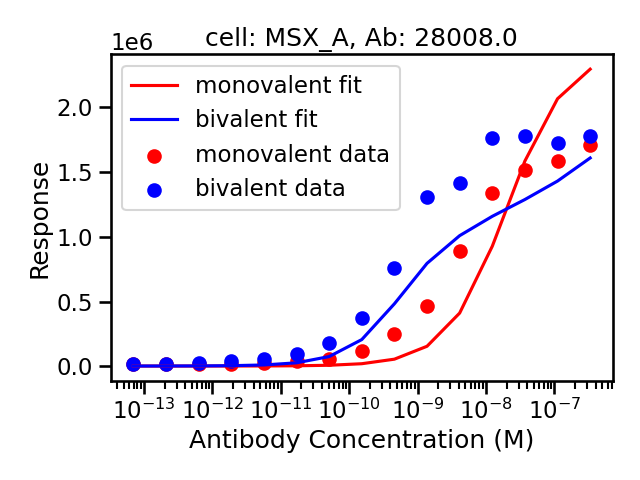 cell: MSX_A, Ab: 28008.0
1e6
monovalent fit
bivalent fit
monovalent data
bivalent data
2.0
1.5
1.0
0.5
0.0
Response
10⁻¹³ 10⁻¹² 10⁻¹¹ 10⁻¹⁰ 10⁻⁹ 10⁻⁸ 10⁻⁷
Antibody Concentration (M)